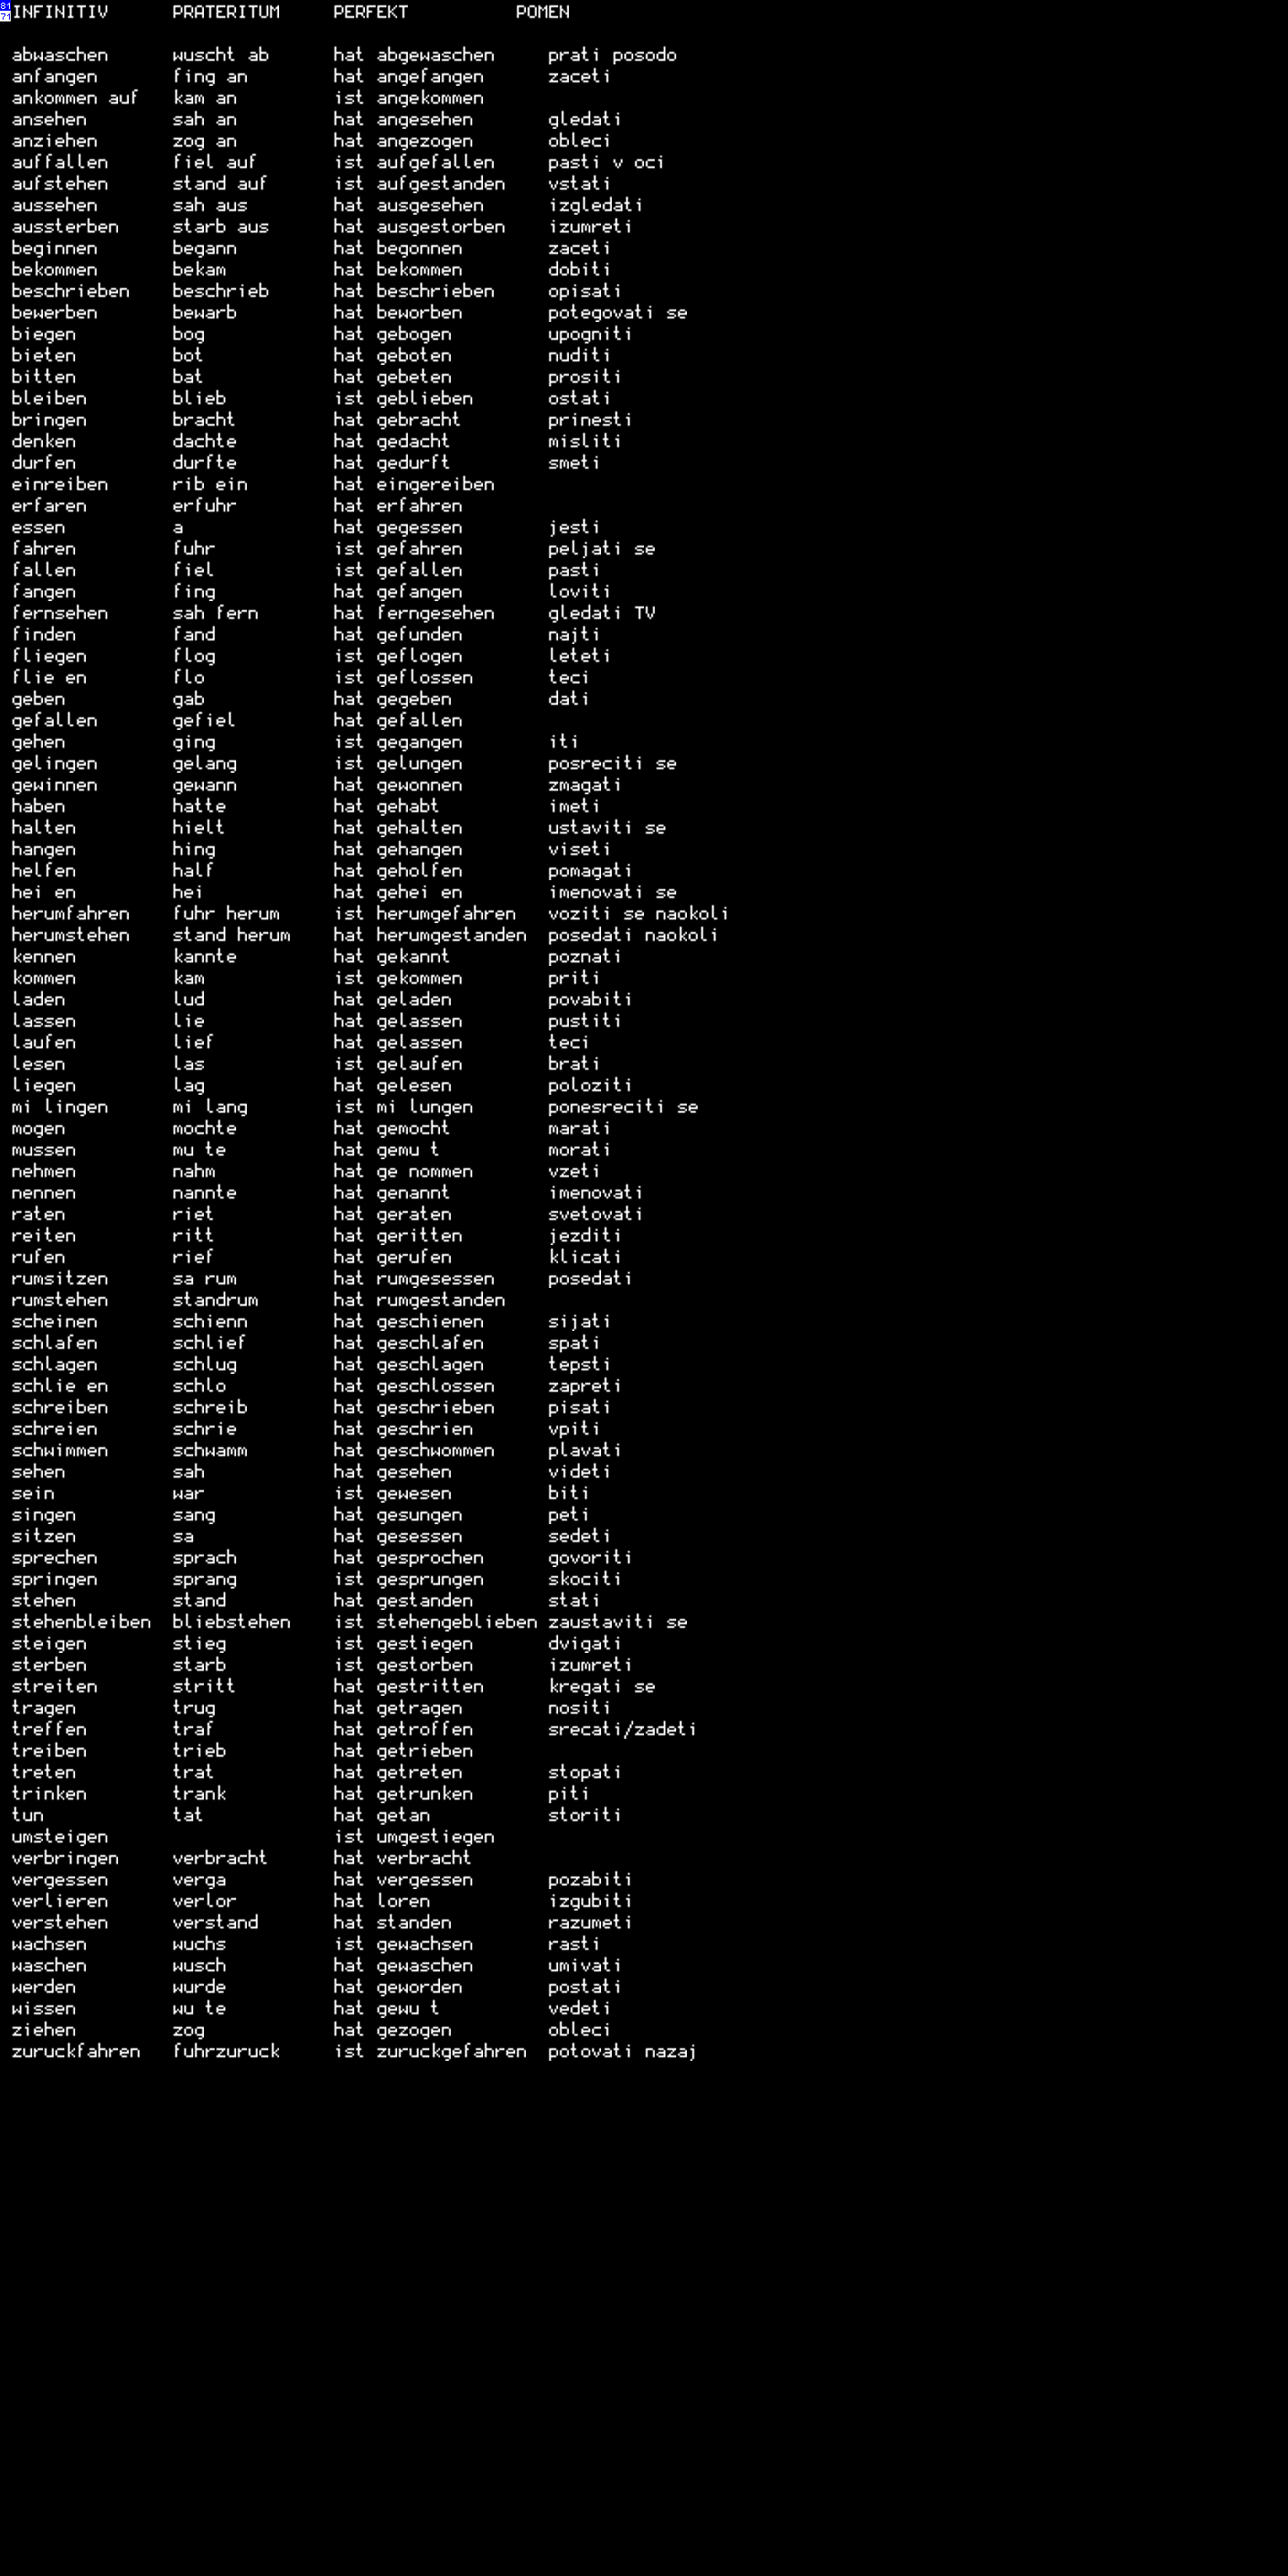 81
71
INFINITIV PRATERITUM PERFEKT POMEN
abwaschen wuscht ab hat abgewaschen prati posodo
anfangen fing an hat angefangen zaceti
ankommen auf kam an ist angekommen
ansehen sah an hat angesehen gledati
anziehen zog an hat angezogen obleci
auffallen fiel auf ist aufgefallen pasti v oci
aufstehen stand auf ist aufgestanden vstati
aussehen sah aus hat ausgesehen izgledati
aussterben starb aus hat ausgestorben izumreti
beginnen begann hat begonnen zaceti
bekommen bekam hat bekommen dobiti
beschrieben beschrieb hat beschrieben opisati
bewerben bewarb hat beworben potegovati se
biegen bog hat gebogen upogniti
bieten bot hat geboten nuditi
bitten bat hat gebeten prositi
bleiben blieb ist geblieben ostati
bringen bracht hat gebracht prinesti
denken dachte hat gedacht misliti
durfen durfte hat gedurft smeti
einreiben rib ein hat eingereiben
erfaren erfuhr hat erfahren
essen a hat gegessen jesti
fahren fuhr ist gefahren peljati se
fallen fiel ist gefallen pasti
fangen fing hat gefangen loviti
fernsehen sah fern hat ferngesehen gledati TV
finden fand hat gefunden najti
fliegen flog ist geflogen leteti
flie en flo ist geflossen teci
geben gab hat gegeben dati
gefallen gefiel hat gefallen
gehen ging ist gegangen iti
gelingen gelang ist gelungen posreciti se
gewinnen gewann hat gewonnen zmagati
haben hatte hat gehabt imeti
halten hielt hat gehalten ustaviti se
hangen hing hat gehangen viseti
helfen half hat geholfen pomagati
hei en hei hat gehei en imenovati se
herumfahren fuhr herum ist herumgefahren voziti se naokoli
herumstehen stand herum hat herumgestanden posedati naokoli
kennen kannte hat gekannt poznati
kommen kam ist gekommen priti
laden lud hat geladen povabiti
lassen lie hat gelassen pustiti
laufen lief hat gelassen teci
lesen las ist gelaufen brati
liegen lag hat gelesen poloziti
mi lingen mi lang ist mi lungen ponesreciti se
mogen mochte hat gemocht marati
mussen mu te hat gemu t morati
nehmen nahm hat ge nommen vzeti
nennen nannte hat genannt imenovati
raten riet hat geraten svetovati
reiten ritt hat geritten jezditi
rufen rief hat gerufen klicati
rumsitzen sa rum hat rumgesessen posedati
rumstehen standrum hat rumgestanden
scheinen schienn hat geschienen sijati
schlafen schlief hat geschlafen spati
schlagen schlug hat geschlagen tepsti
schlie en schlo hat geschlossen zapreti
schreiben schreib hat geschrieben pisati
schreien schrie hat geschrien vpiti
schwimmen schwamm hat geschwommen plavati
sehen sah hat gesehen videti
sein war ist gewesen biti
singen sang hat gesungen peti
sitzen sa hat gesessen sedeti
sprechen sprach hat gesprochen govoriti
springen sprang ist gesprungen skociti
stehen stand hat gestanden stati
stehenbleiben bliebstehen ist stehengeblieben zaustaviti se
steigen stieg ist gestiegen dvigati
sterben starb ist gestorben izumreti
streiten stritt hat gestritten kregati se
tragen trug hat getragen nositi
treffen traf hat getroffen srecati/zadeti
treiben trieb hat getrieben
treten trat hat getreten stopati
trinken trank hat getrunken piti
tun tat hat getan storiti
umsteigen ist umgestiegen
verbringen verbracht hat verbracht
vergessen verga hat vergessen pozabiti
verlieren verlor hat loren izgubiti
verstehen verstand hat standen razumeti
wachsen wuchs ist gewachsen rasti
waschen wusch hat gewaschen umivati
werden wurde hat geworden postati
wissen wu te hat gewu t vedeti
ziehen zog hat gezogen obleci
zuruckfahren fuhrzuruck ist zuruckgefahren potovati nazaj